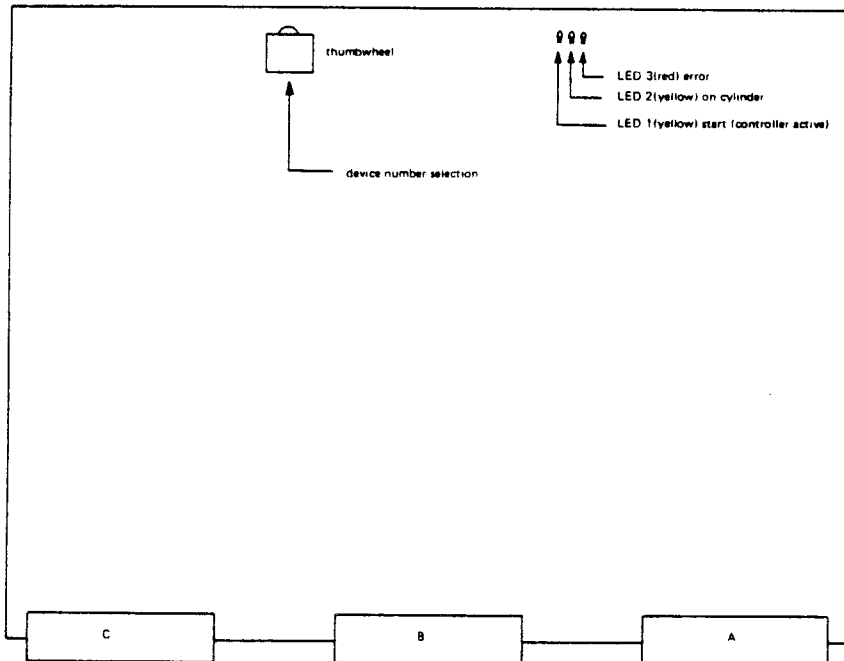 thumbwheel
LED 3(red) error
LED 2(yellow) on cylinder
LED 1(yellow) start (controller active)
device number selection
C
B
A